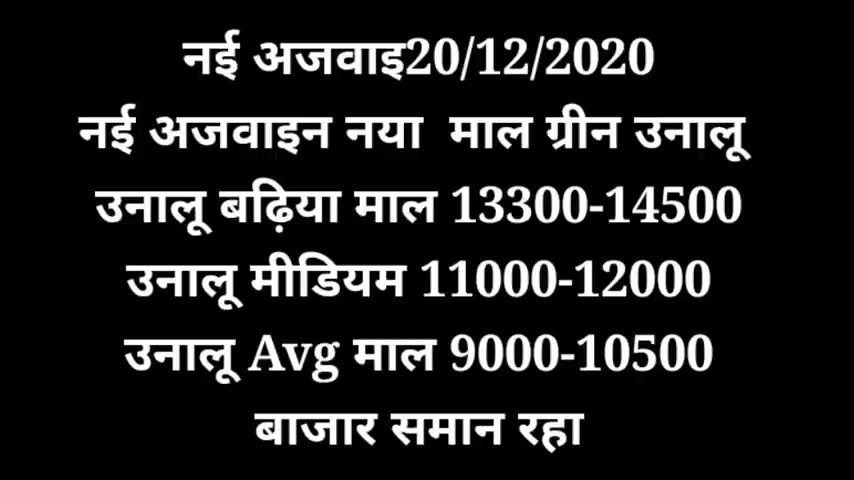 नई अजवाइ20/12/2020
नई अजवाइन नया माल ग्रीन उनालू
उनालू बढ़िया माल 13300-14500
उनालू मीडियम 11000-12000
उनालू Avg माल 9000-10500
बाजार समान रहा